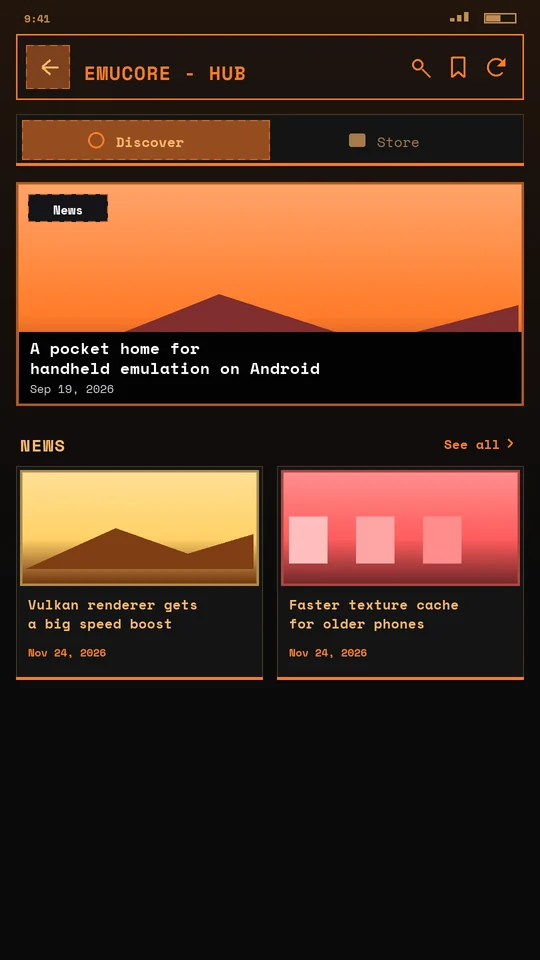 9:41
EMUCORE - HUB
Discover
Store
News
A pocket home for
handheld emulation on Android
Sep 19, 2026
NEWS
See all
Vulkan renderer gets
a big speed boost
Nov 24, 2026
Faster texture cache
for older phones
Nov 24, 2026